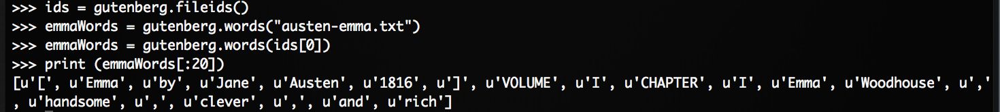 >>> ids = gutenberg.fileids()
>>> emmaWords = gutenberg.words("austen-emma.txt")
>>> emmaWords = gutenberg.words(ids[0])
>>> print (emmaWords[:20])
[u'[', u'Emma', u'by', u'Jane', u'Austen', u'1816', u']', u'VOLUME', u'I', u'CHAPTER', u'I', u'Emma', u'Woodhouse', u','
, u'handsome', u',', u'clever', u',', u'and', u'rich']